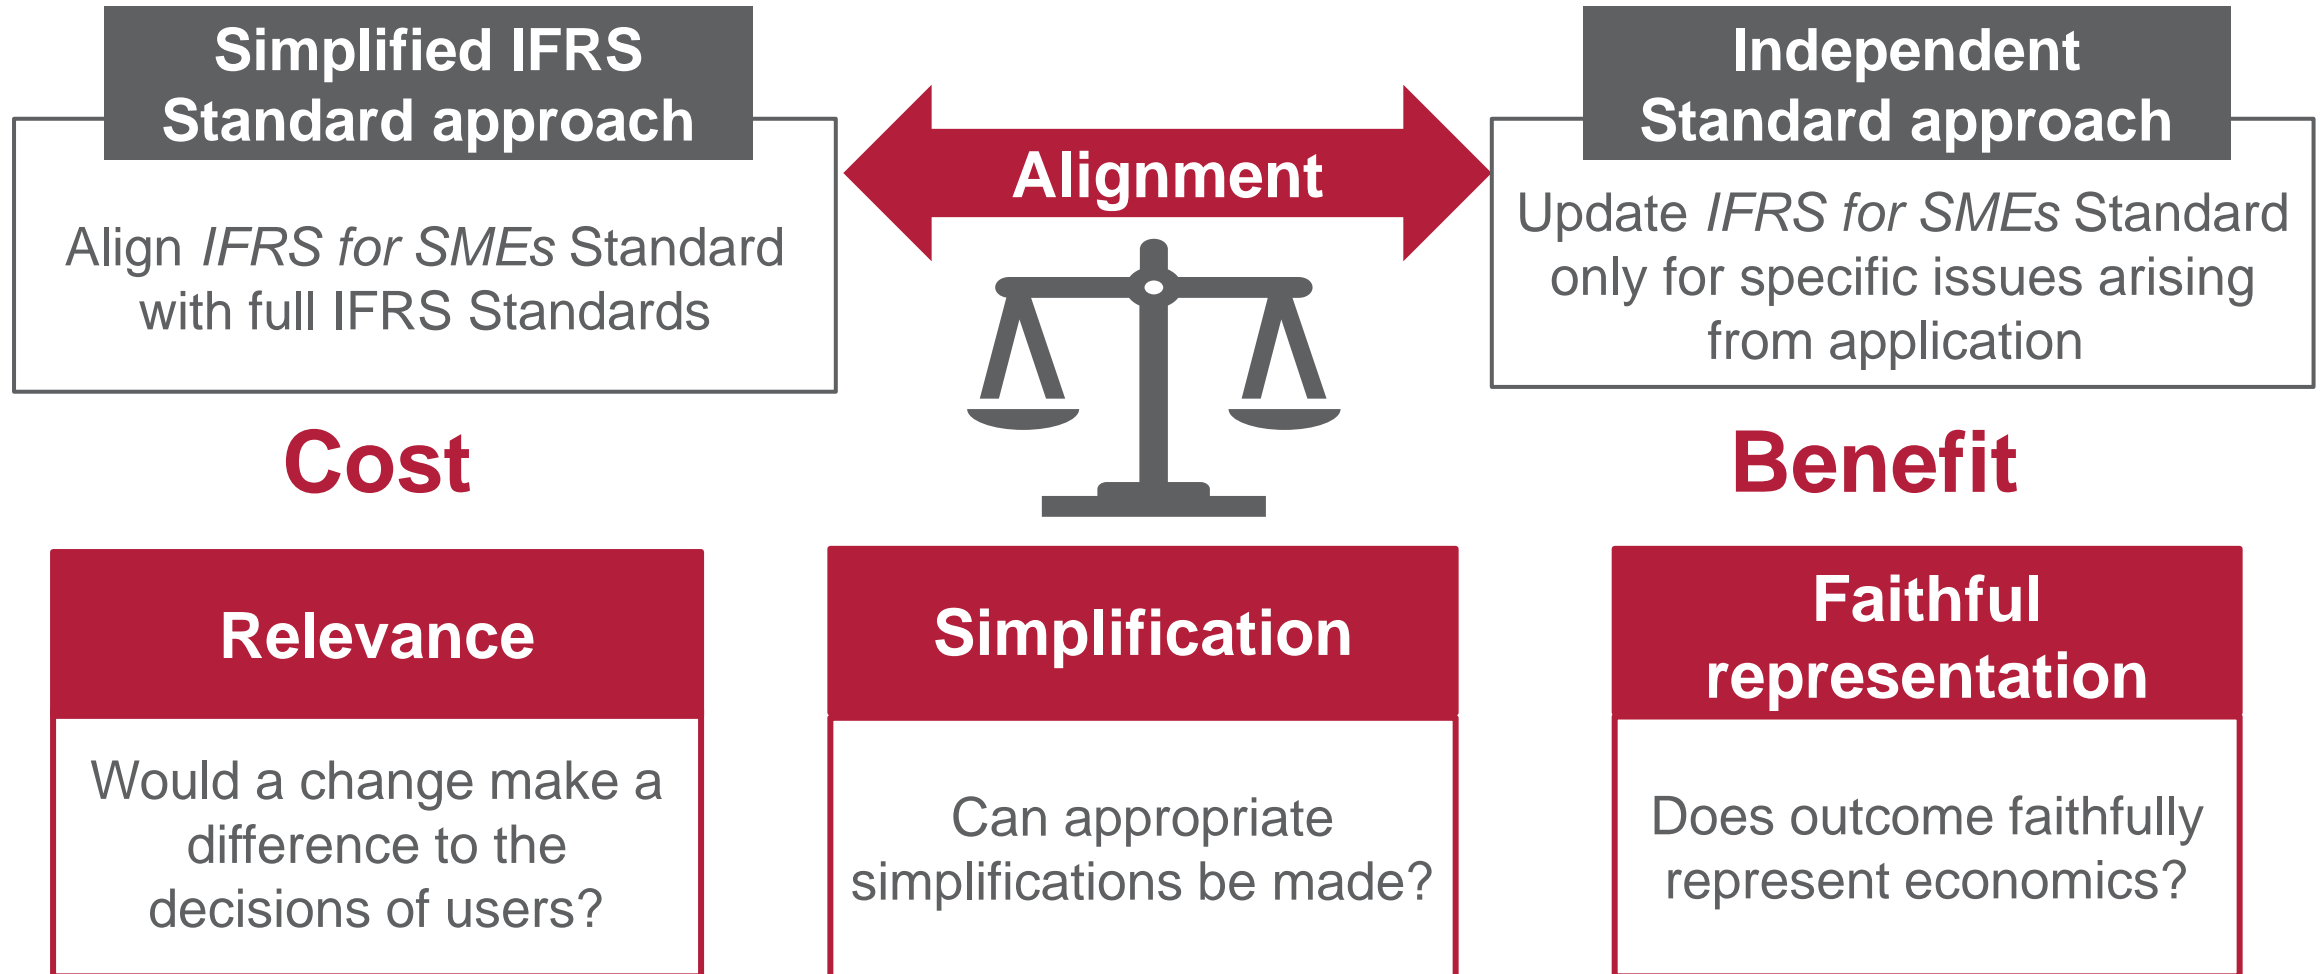 Simplified IFRS
Standard approach
Align IFRS for SMEs Standard
with full IFRS Standards
Alignment
Independent
Standard approach
Update IFRS for SMEs Standard
only for specific issues arising
from application
Cost
Benefit
Relevance
Would a change make a
difference to the
decisions of users?
Simplification
Can appropriate
simplifications be made?
Faithful
representation
Does outcome faithfully
represent economics?